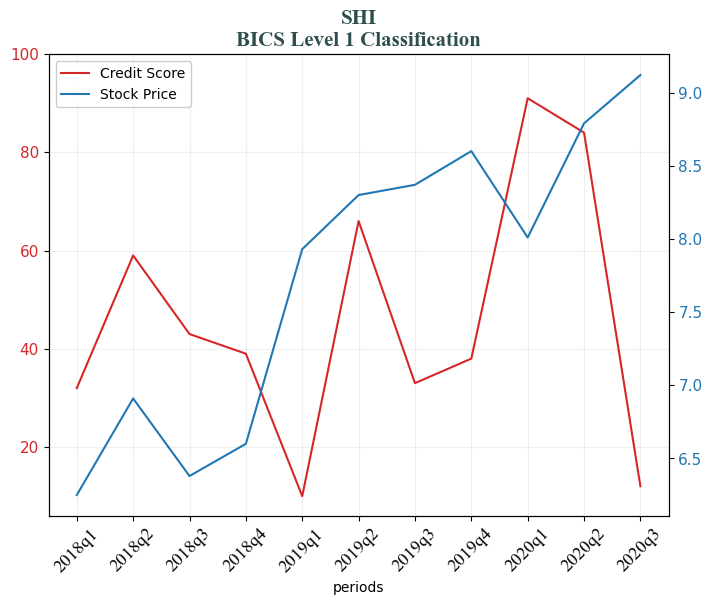 SHI
BICS Level 1 Classification
Credit Score
Stock Price
100
80
60
40
20
9.0
8.5
8.0
7.5
7.0
6.5
2018q1
2018q2
2018q3
2018q4
2019q1
2019q2
2019q3
2019q4
2020q1
2020q2
2020q3
periods